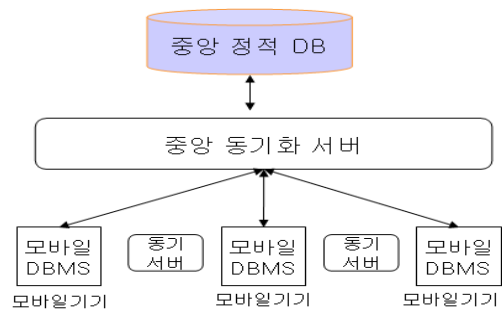 중앙 정적 DB
중앙 동기화 서버
모바일
DBMS
동기
서버
모바일
DBMS
동기
서버
모바일
DBMS
모바일기기
모바일기기
모바일기기